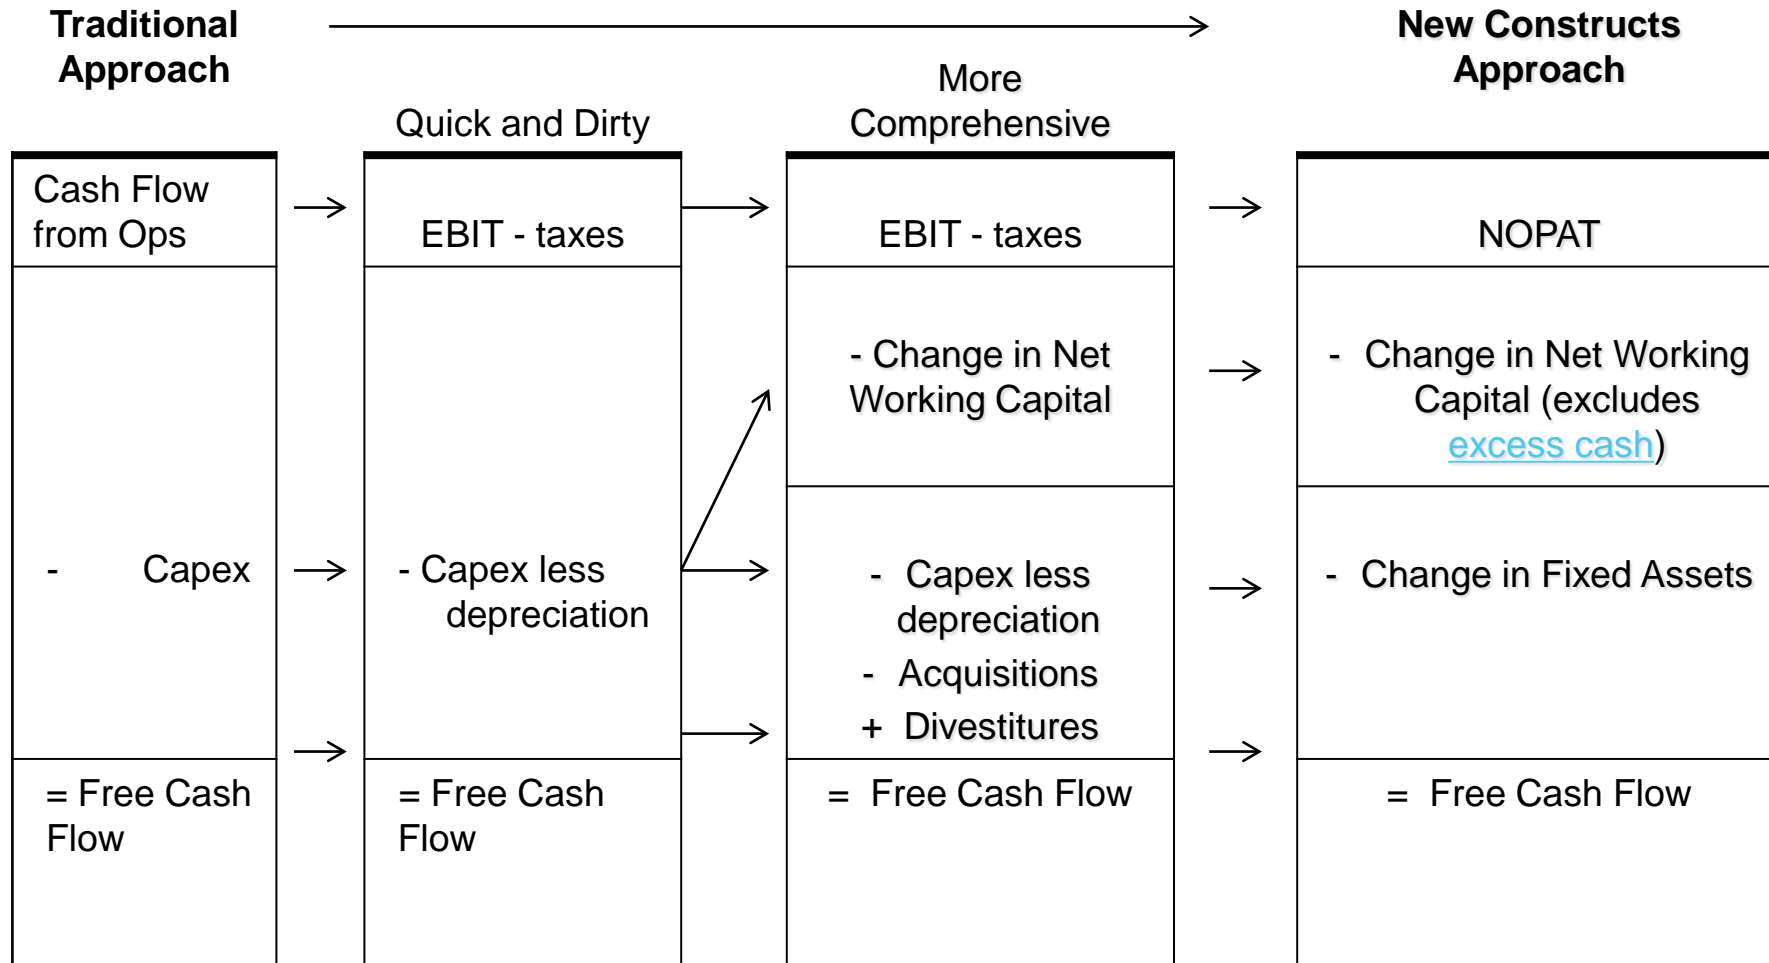 Traditional
Approach
New Constructs
Approach
Quick and Dirty
More
Comprehensive
Cash Flow
from Ops
- Capex
= Free Cash
Flow
EBIT - taxes
- Capex less
depreciation
= Free Cash
Flow
EBIT - taxes
- Change in Net
Working Capital
- Capex less
depreciation
- Acquisitions
+ Divestitures
= Free Cash Flow
NOPAT
- Change in Net Working
Capital (excludes
excess cash)
- Change in Fixed Assets
= Free Cash Flow